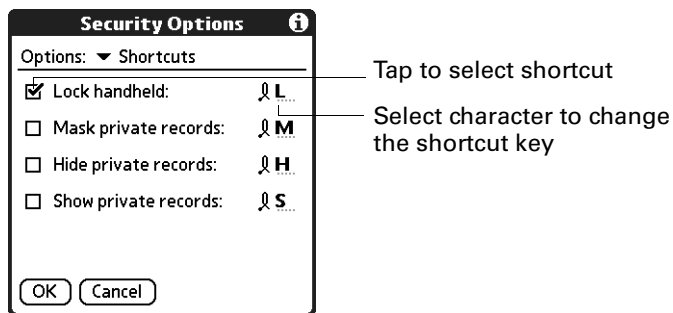 Security Options i
Options: Shortcuts
Lock handheld: L
Mask private records: M
Hide private records: H
Show private records: S
OK Cancel
Tap to select shortcut
Select character to change
the shortcut key